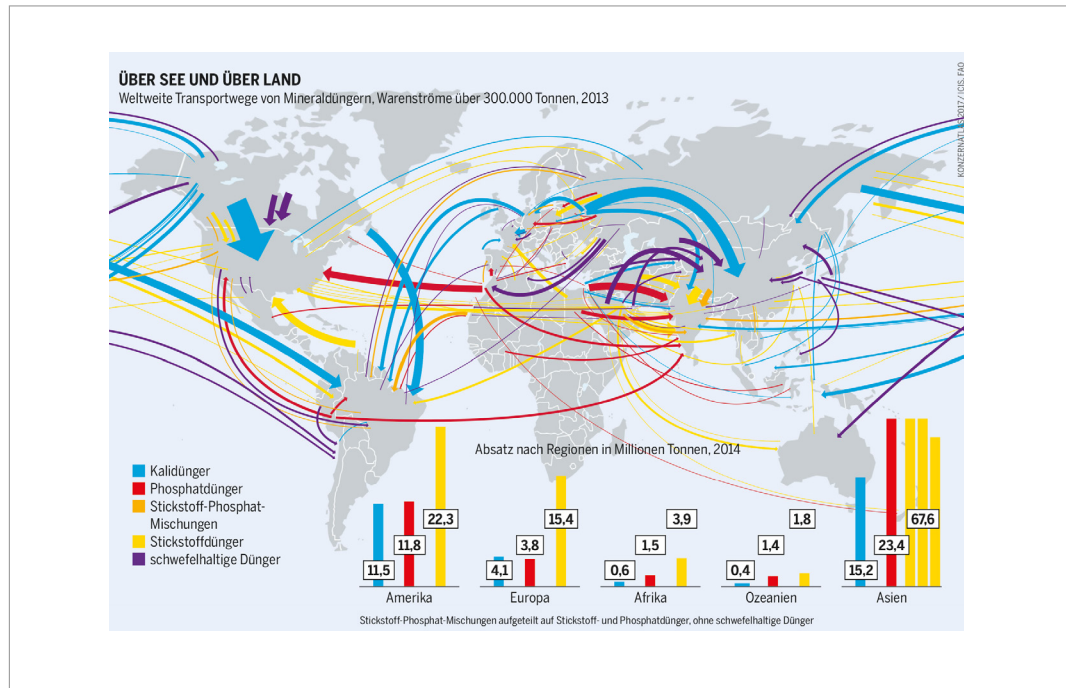 ÜBER SEE UND ÜBER LAND
Weltweite Transportwege von Mineraldüngern, Warenströme über 300.000 Tonnen, 2013
KONZERNATLAS 2017 / ICIS, FAO
Absatz nach Regionen in Millionen Tonnen, 2014
Kalidünger
Phosphatdünger
Stickstoff-Phosphat-
Mischungen
Stickstoffdünger
schwefelhaltige Dünger
11,5
11,8
22,3
Amerika
4,1
3,8
15,4
Europa
0,6
1,5
3,9
Afrika
0,4
1,4
1,8
Ozeanien
15,2
23,4
67,6
Asien
Stickstoff-Phosphat-Mischungen aufgeteilt auf Stickstoff- und Phosphatdünger, ohne schwefelhaltige Dünger